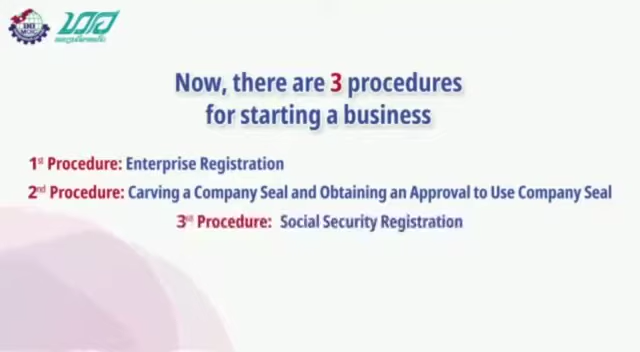 Now, there are 3 procedures
for starting a business
1st Procedure: Enterprise Registration
2nd Procedure: Carving a Company Seal and Obtaining an Approval to Use Company Seal
3rd Procedure: Social Security Registration